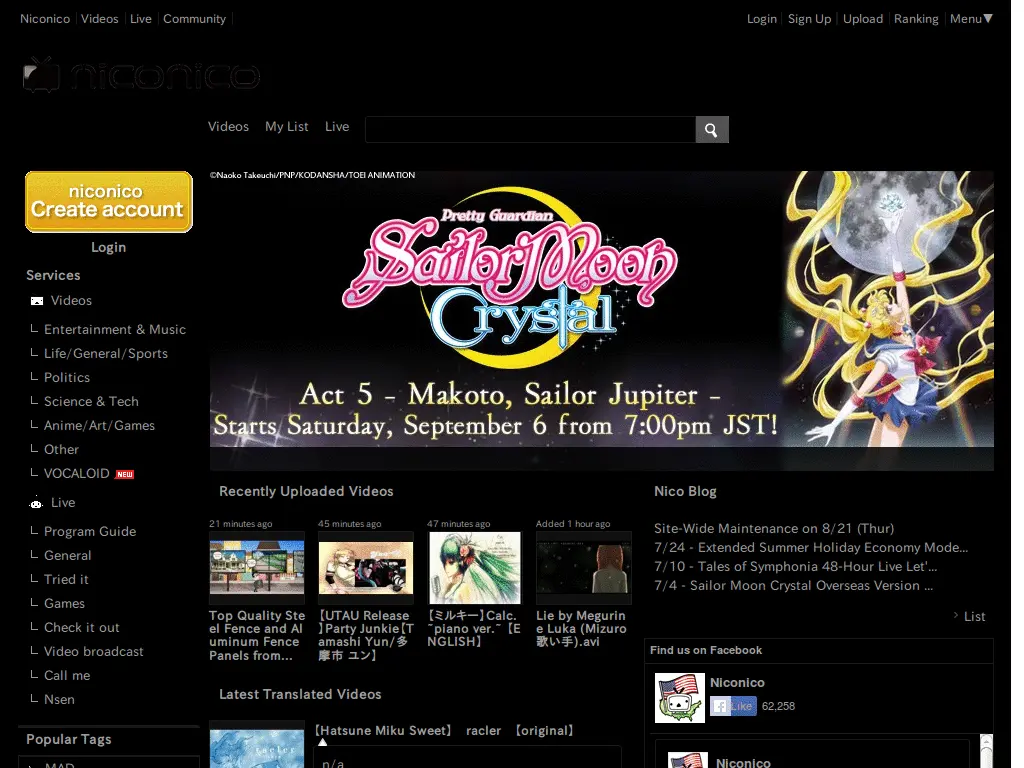 Niconico Videos Live Community
Login Sign Up Upload Ranking Menu▼
niconico
Videos My List Live
niconico
Create account
Login
Services
Videos
Entertainment & Music
Life/General/Sports
Politics
Science & Tech
Anime/Art/Games
Other
VOCALOID NEW
Live
Program Guide
General
Tried it
Games
Check it out
Video broadcast
Call me
Nsen
Popular Tags
MAD
©Naoko Takeuchi/PNP/KODANSHA/TOEI ANIMATION
Pretty Guardian
Sailor Moon
Crystal
Act 5 - Makoto, Sailor Jupiter -
Starts Saturday, September 6 from 7:00pm JST!
Recently Uploaded Videos
21 minutes ago
Top Quality Ste
el Fence and Al
uminum Fence
Panels from...
45 minutes ago
【UTAU Release
】Party Junkie【T
amashi Yun/多
摩市 ユン】
47 minutes ago
【ミルキー】Calc.
~piano ver.~ 【E
NGLISH】
Added 1 hour ago
Lie by Megurin
e Luka (Mizuro
歌い手).avi
Latest Translated Videos
racler
【Hatsune Miku Sweet】 racler 【original】
n/a
Nico Blog
Site-Wide Maintenance on 8/21 (Thur)
7/24 - Extended Summer Holiday Economy Mode...
7/10 - Tales of Symphonia 48-Hour Live Let'...
7/4 - Sailor Moon Crystal Overseas Version ...
List
Find us on Facebook
Niconico
Like 62,258
Niconico